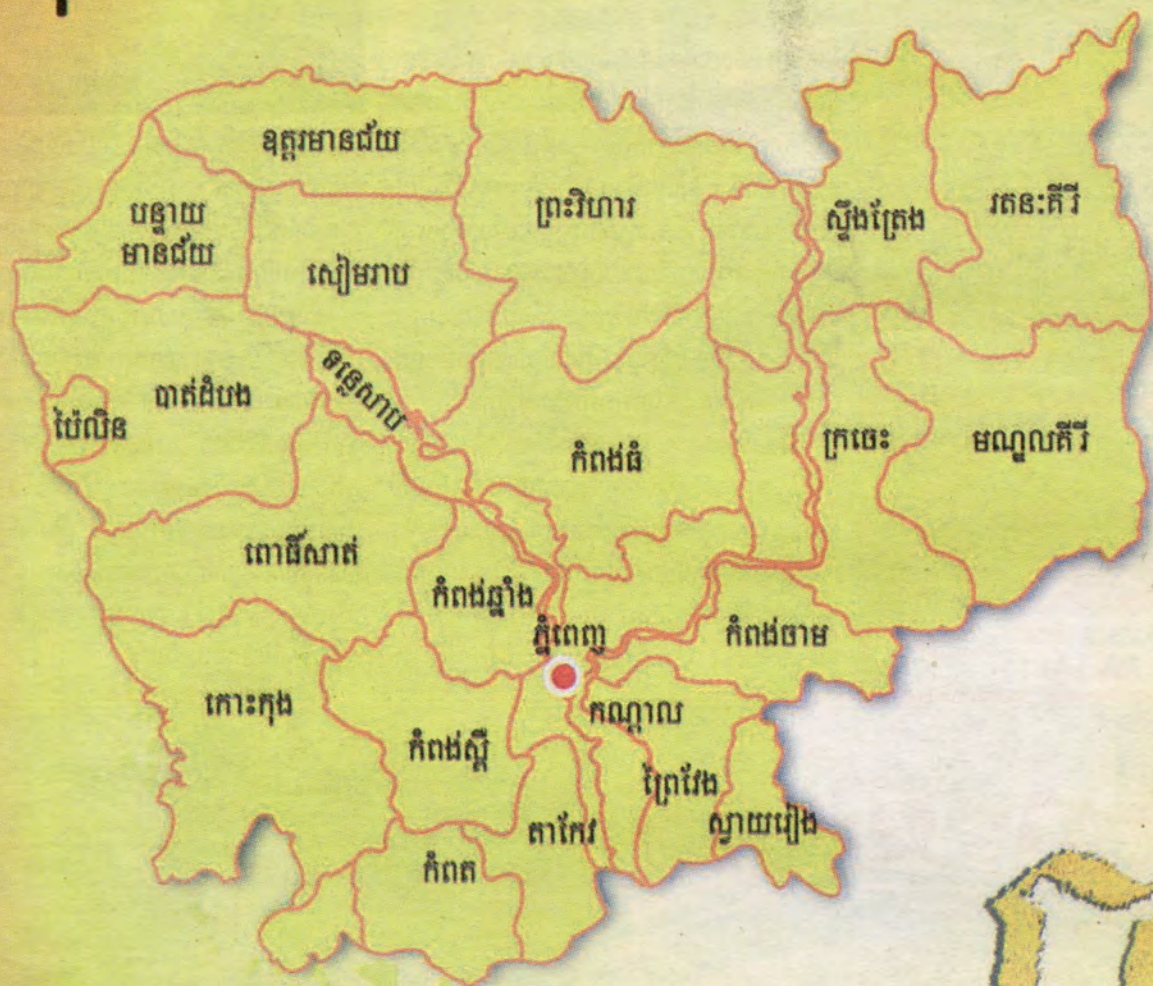 ឧត្តរមានជ័យ
បន្ទាយ
មានជ័យ
សៀមរាប
ព្រះវិហារ
ស្ទឹងត្រែង
រតនៈគីរី
បាត់ដំបង
ប៉ៃលិន
ទន្លេសាប
កំពង់ធំ
ក្រចេះ
មណ្ឌលគីរី
ពោធិ៍សាត់
កំពង់ឆ្នាំង
ភ្នំពេញ
កំពង់ចាម
កោះកុង
កំពង់ស្ពឺ
កណ្តាល
ព្រៃវែង
ស្វាយរៀង
តាកែវ
កំពត